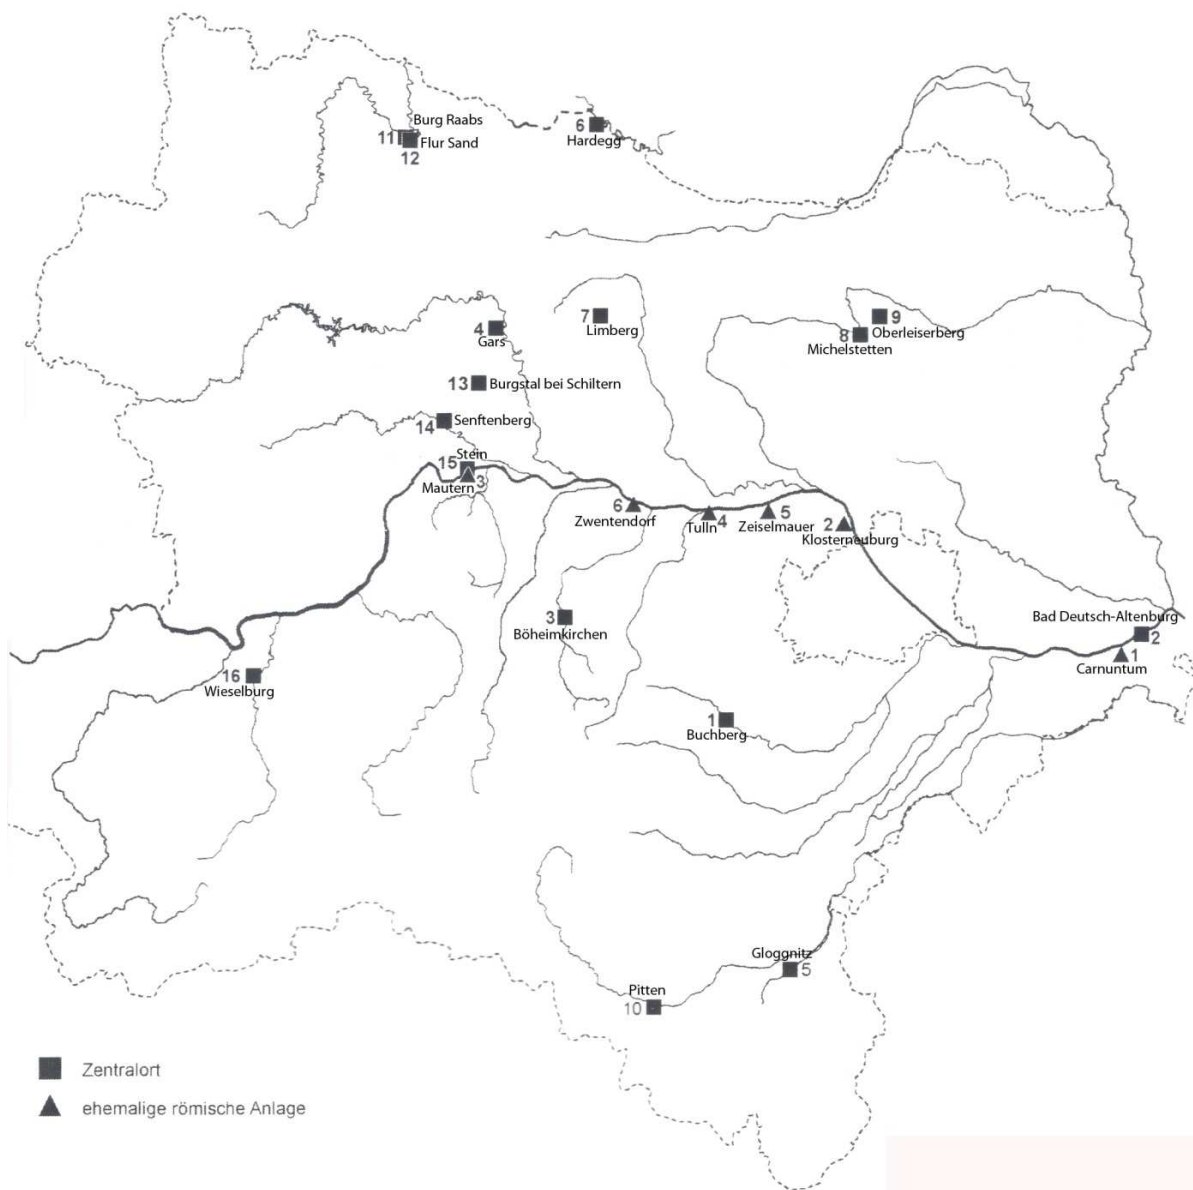 Burg Raabs
11
Flur Sand
12
6
Hardegg
7
Limberg
9
Oberleiserberg
8
Michelstetten
4
Gars
13 Burgstal bei Schiltern
Senftenberg
14
Stein
15
Mautern 3
6
Zwentendorf
Tulln 4
5
Zeiselmauer
2
Klosterneuburg
3
Böheimkirchen
Bad Deutsch-Altenburg
2
1
Carnuntum
16
Wieselburg
1
Buchberg
Gloggnitz
5
Pitten
10
Zentralort
ehemalige römische Anlage